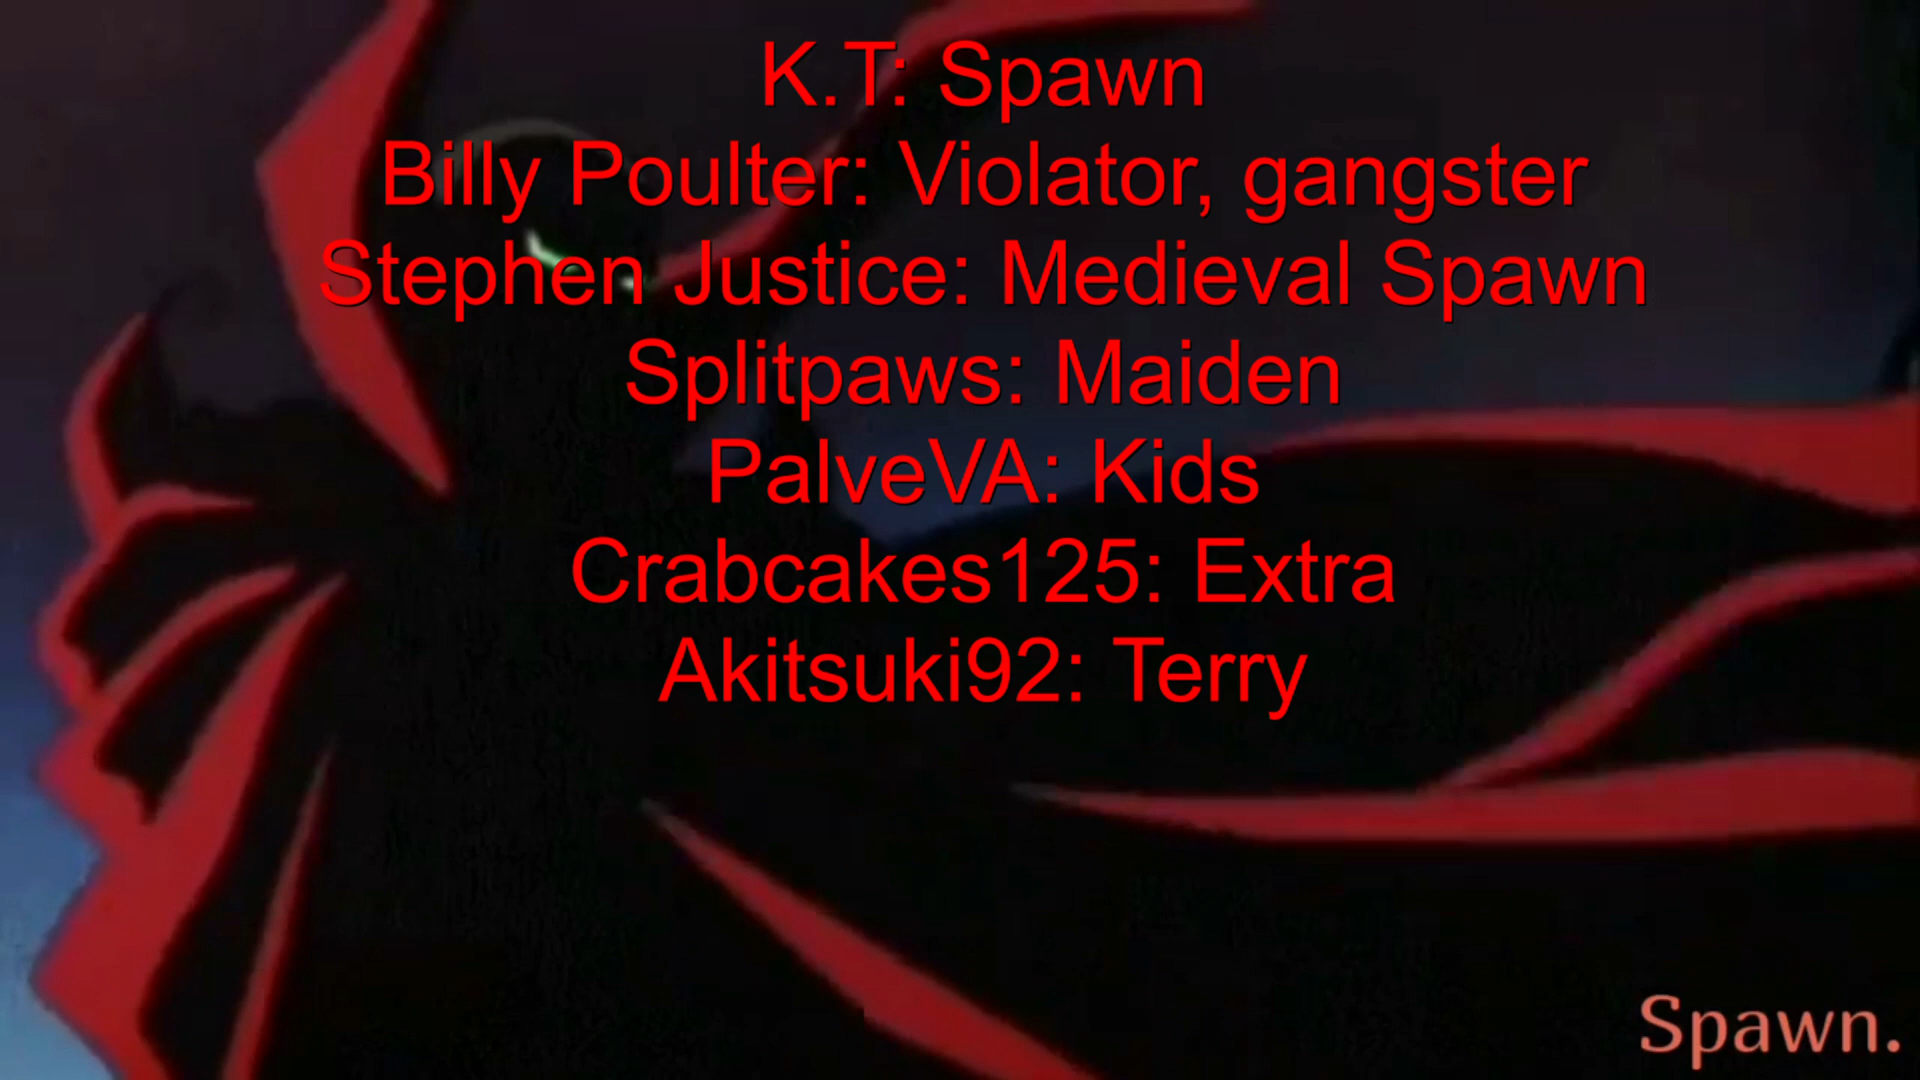 K.T: Spawn
Billy Poulter: Violator, gangster
Stephen Justice: Medieval Spawn
Splitpaws: Maiden
PalveVA: Kids
Crabcakes125: Extra
Akitsuki92: Terry
Spawn.